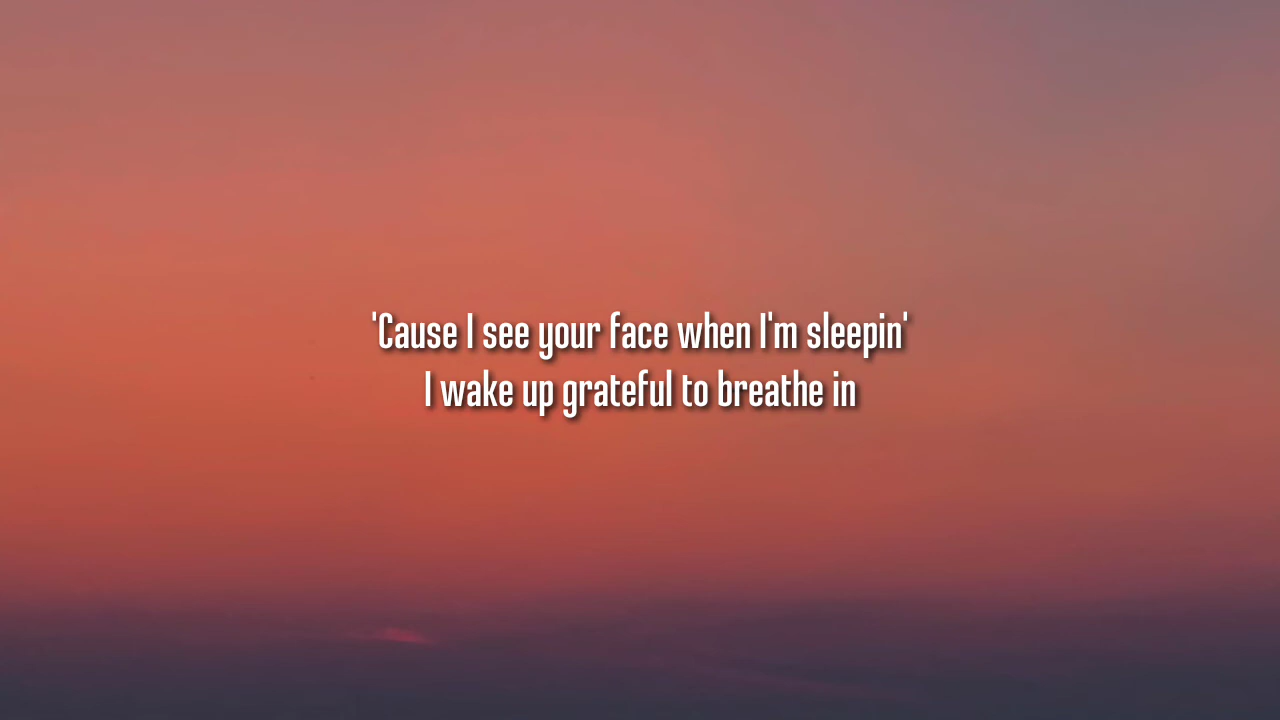 'Cause I see your face when I'm sleepin'
I wake up grateful to breathe in